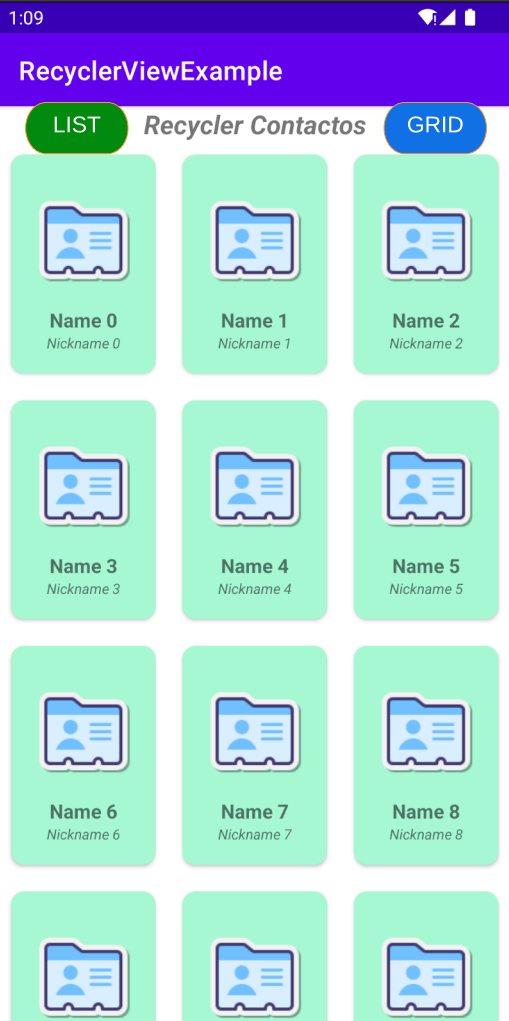 1:09
RecyclerViewExample
LIST Recycler Contactos GRID
Name 0 Name 1 Name 2
Nickname 0 Nickname 1 Nickname 2
Name 3 Name 4 Name 5
Nickname 3 Nickname 4 Nickname 5
Name 6 Name 7 Name 8
Nickname 6 Nickname 7 Nickname 8